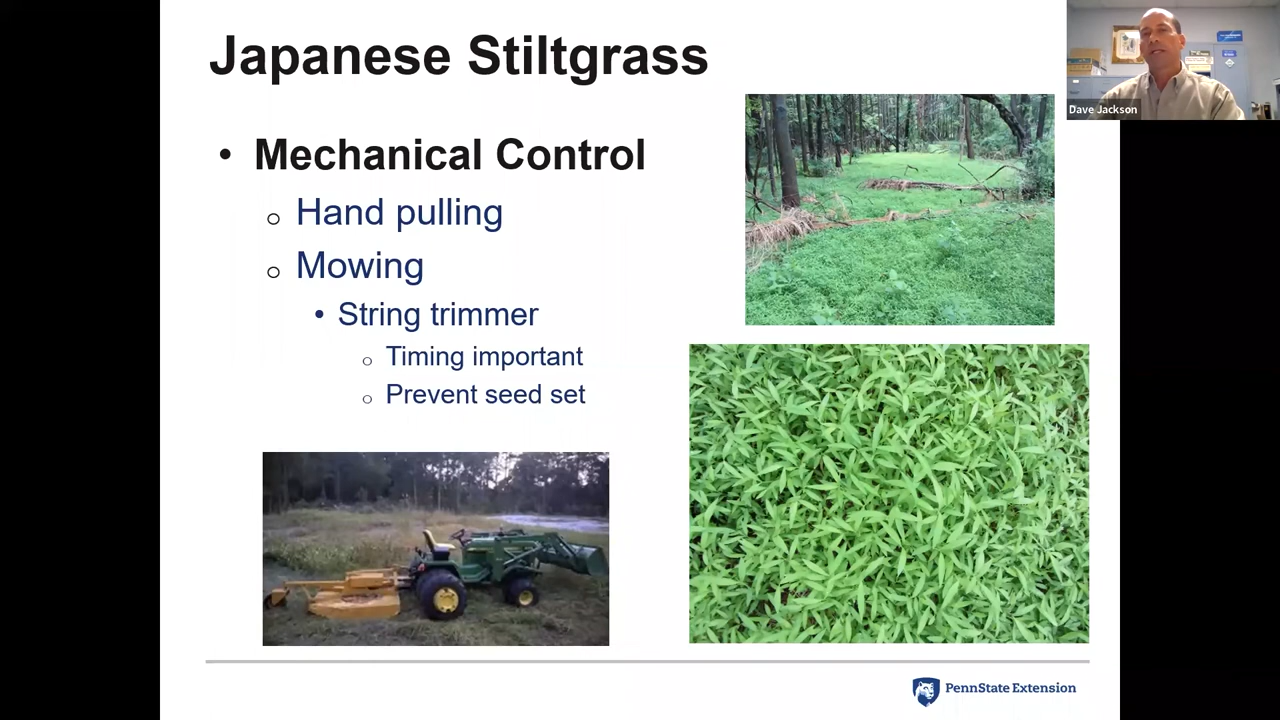 Japanese Stiltgrass
Dave Jackson
• Mechanical Control
o Hand pulling
o Mowing
• String trimmer
o Timing important
o Prevent seed set
PennState Extension